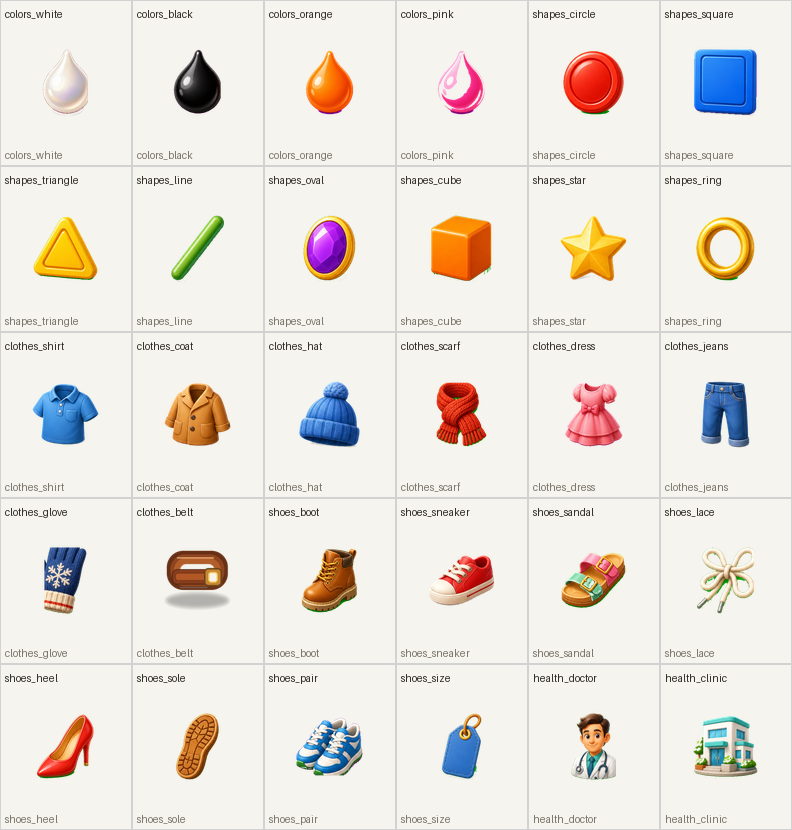 colors_white
colors_black
colors_orange
colors_pink
shapes_circle
shapes_square
colors_white
colors_black
colors_orange
colors_pink
shapes_circle
shapes_square
shapes_triangle
shapes_line
shapes_oval
shapes_cube
shapes_star
shapes_ring
shapes_triangle
shapes_line
shapes_oval
shapes_cube
shapes_star
shapes_ring
clothes_shirt
clothes_coat
clothes_hat
clothes_scarf
clothes_dress
clothes_jeans
clothes_shirt
clothes_coat
clothes_hat
clothes_scarf
clothes_dress
clothes_jeans
clothes_glove
clothes_belt
shoes_boot
shoes_sneaker
shoes_sandal
shoes_lace
clothes_glove
clothes_belt
shoes_boot
shoes_sneaker
shoes_sandal
shoes_lace
shoes_heel
shoes_sole
shoes_pair
shoes_size
health_doctor
health_clinic
shoes_heel
shoes_sole
shoes_pair
shoes_size
health_doctor
health_clinic